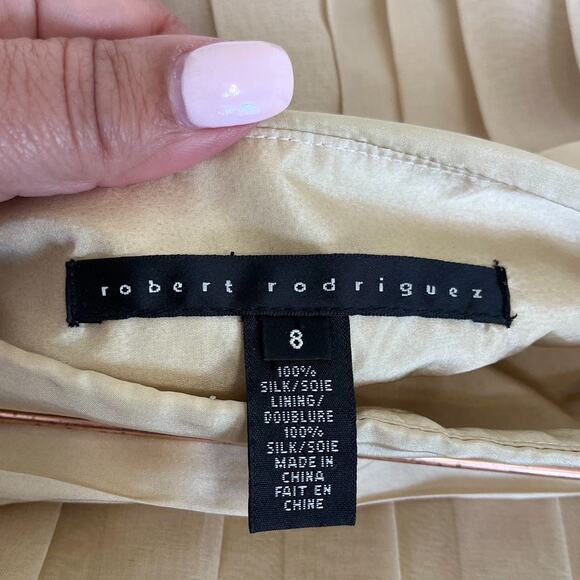 robert rodriguez
8
100%
SILK/SOIE
LINING/
DOUBLURE
100%
SILK/SOIE
MADE IN
CHINA
FAIT EN
CHINE